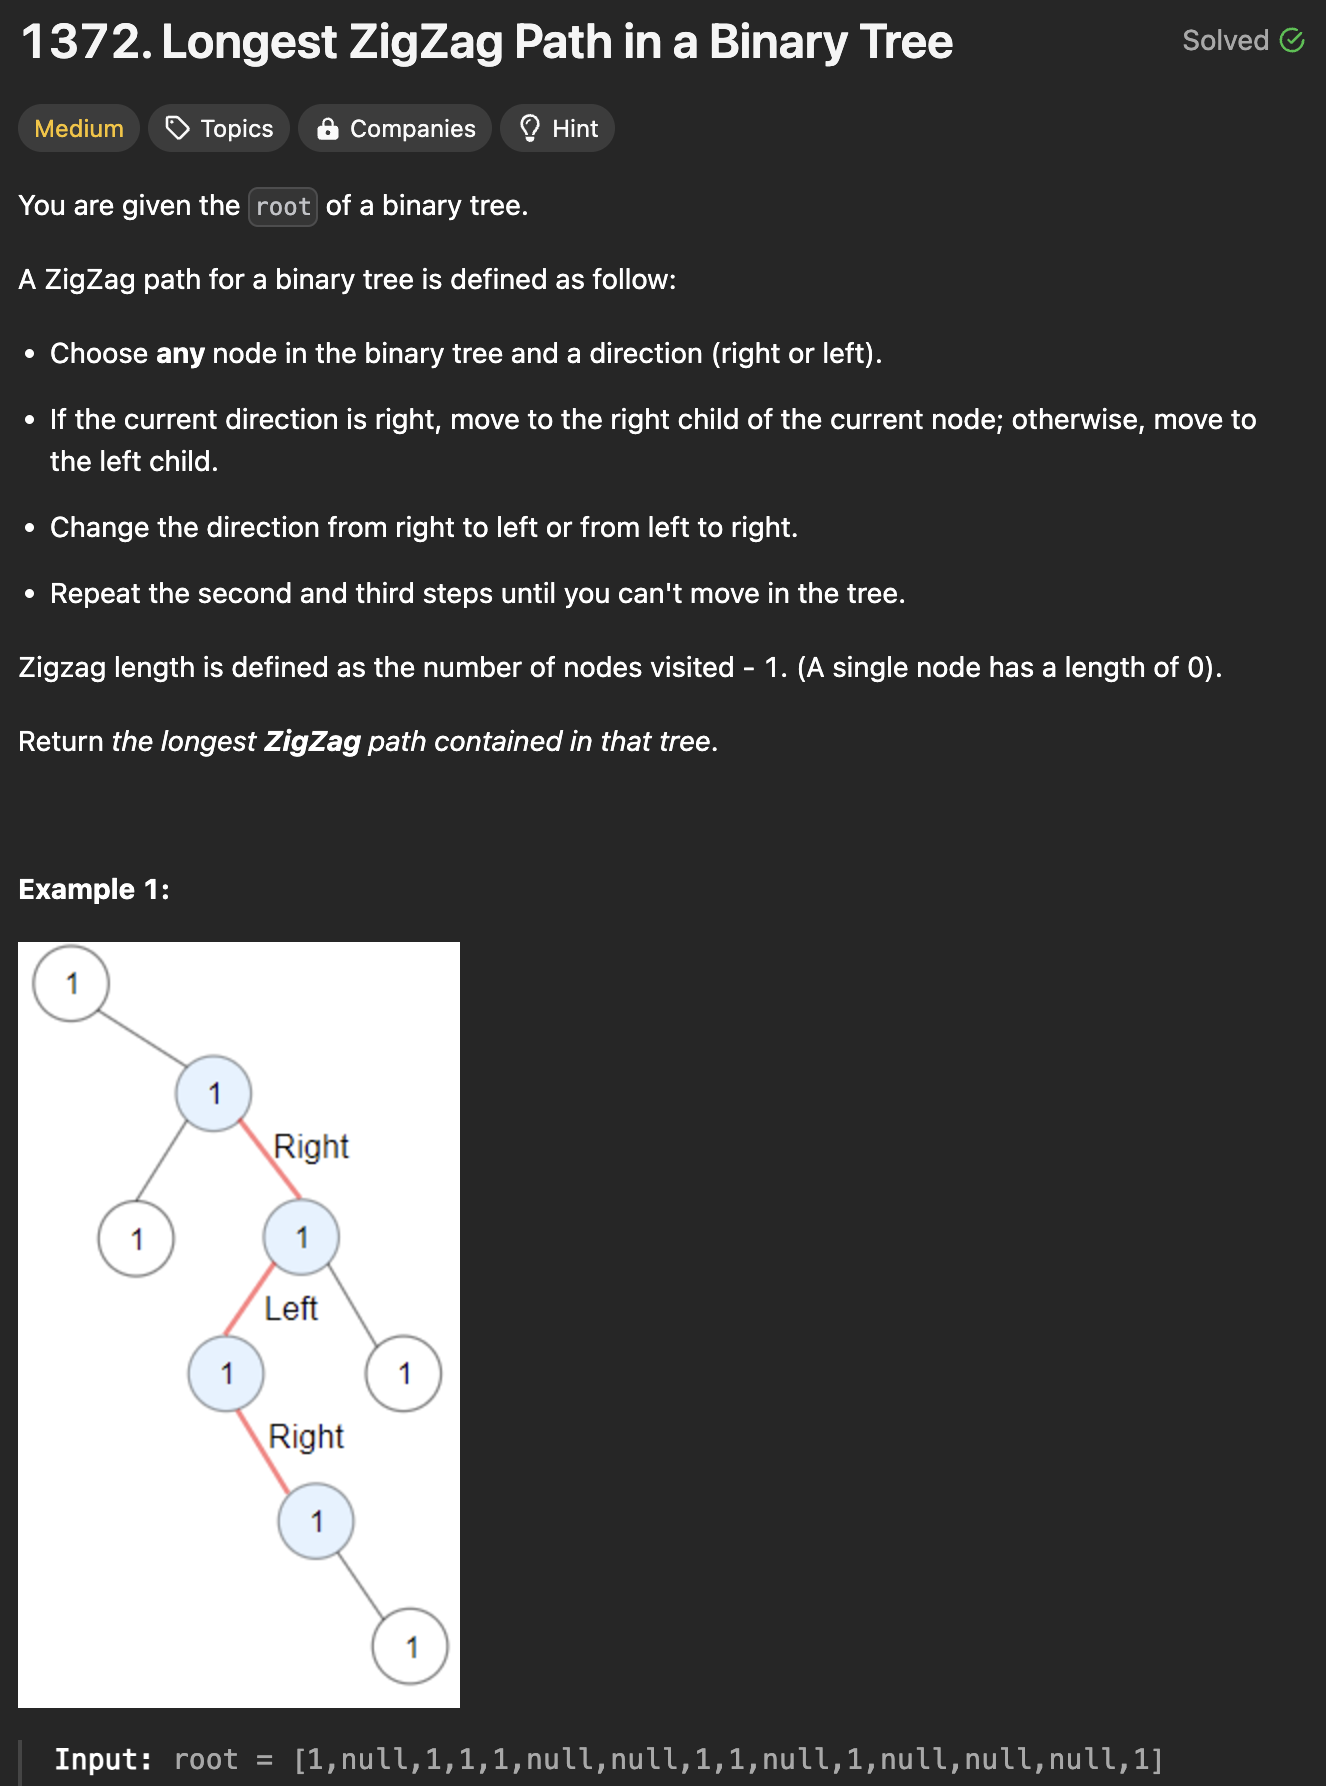 1372. Longest ZigZag Path in a Binary Tree
Solved
Medium
Topics
Companies
Hint
You are given the root of a binary tree.
A ZigZag path for a binary tree is defined as follow:
• Choose any node in the binary tree and a direction (right or left).
• If the current direction is right, move to the right child of the current node; otherwise, move to
the left child.
• Change the direction from right to left or from left to right.
• Repeat the second and third steps until you can't move in the tree.
Zigzag length is defined as the number of nodes visited - 1. (A single node has a length of 0).
Return the longest ZigZag path contained in that tree.
Example 1:
1
1
Right
1
1
Left
1
1
Right
1
1
Input: root = [1,null,1,1,1,null,null,1,1,null,1,null,null,null,1]